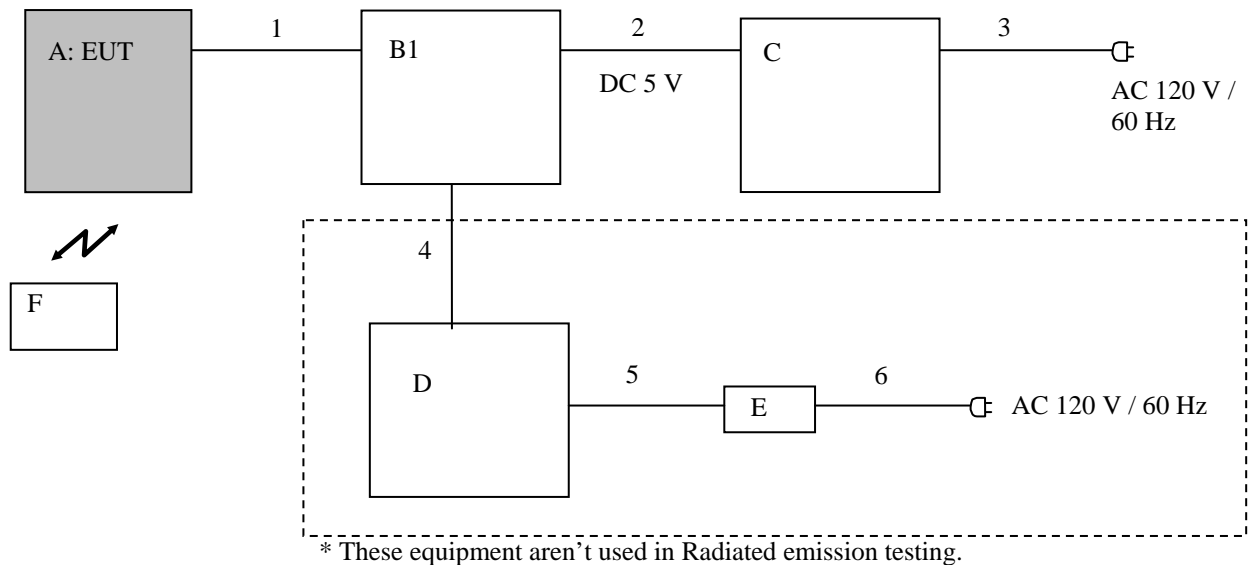 A: EUT
1
B1
2
DC 5 V
C
3
AC 120 V /
60 Hz
4
F
D
5
E
6
AC 120 V / 60 Hz
* These equipment aren’t used in Radiated emission testing.